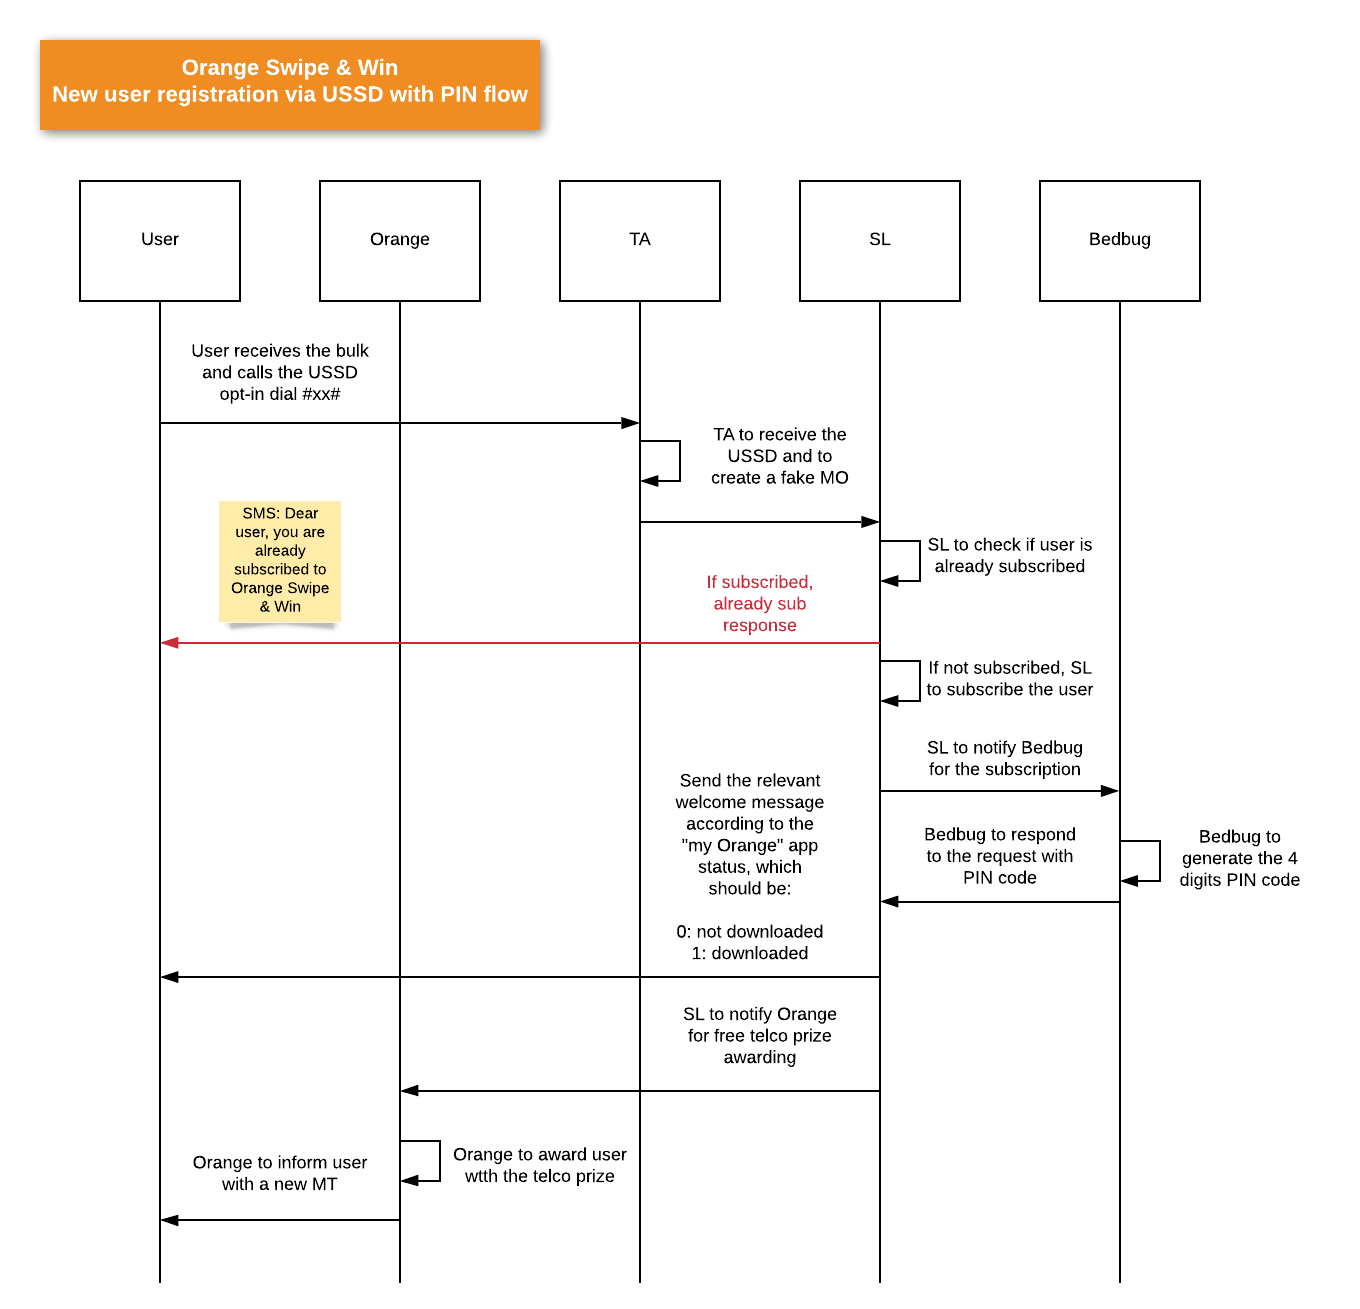 Orange Swipe & Win
New user registration via USSD with PIN flow
User
Orange
TA
SL
Bedbug
User receives the bulk
and calls the USSD
opt-in dial #xx#
TA to receive the
USSD and to
create a fake MO
SMS: Dear
user, you are
already
subscribed to
Orange Swipe
& Win
SL to check if user is
already subscribed
If subscribed,
already sub
response
If not subscribed, SL
to subscribe the user
SL to notify Bedbug
for the subscription
Bedbug to
generate the 4
digits PIN code
Bedbug to respond
to the request with
PIN code
Send the relevant
welcome message
according to the
"my Orange" app
status, which
should be:
0: not downloaded
1: downloaded
SL to notify Orange
for free telco prize
awarding
Orange to award user
wtth the telco prize
Orange to inform user
with a new MT